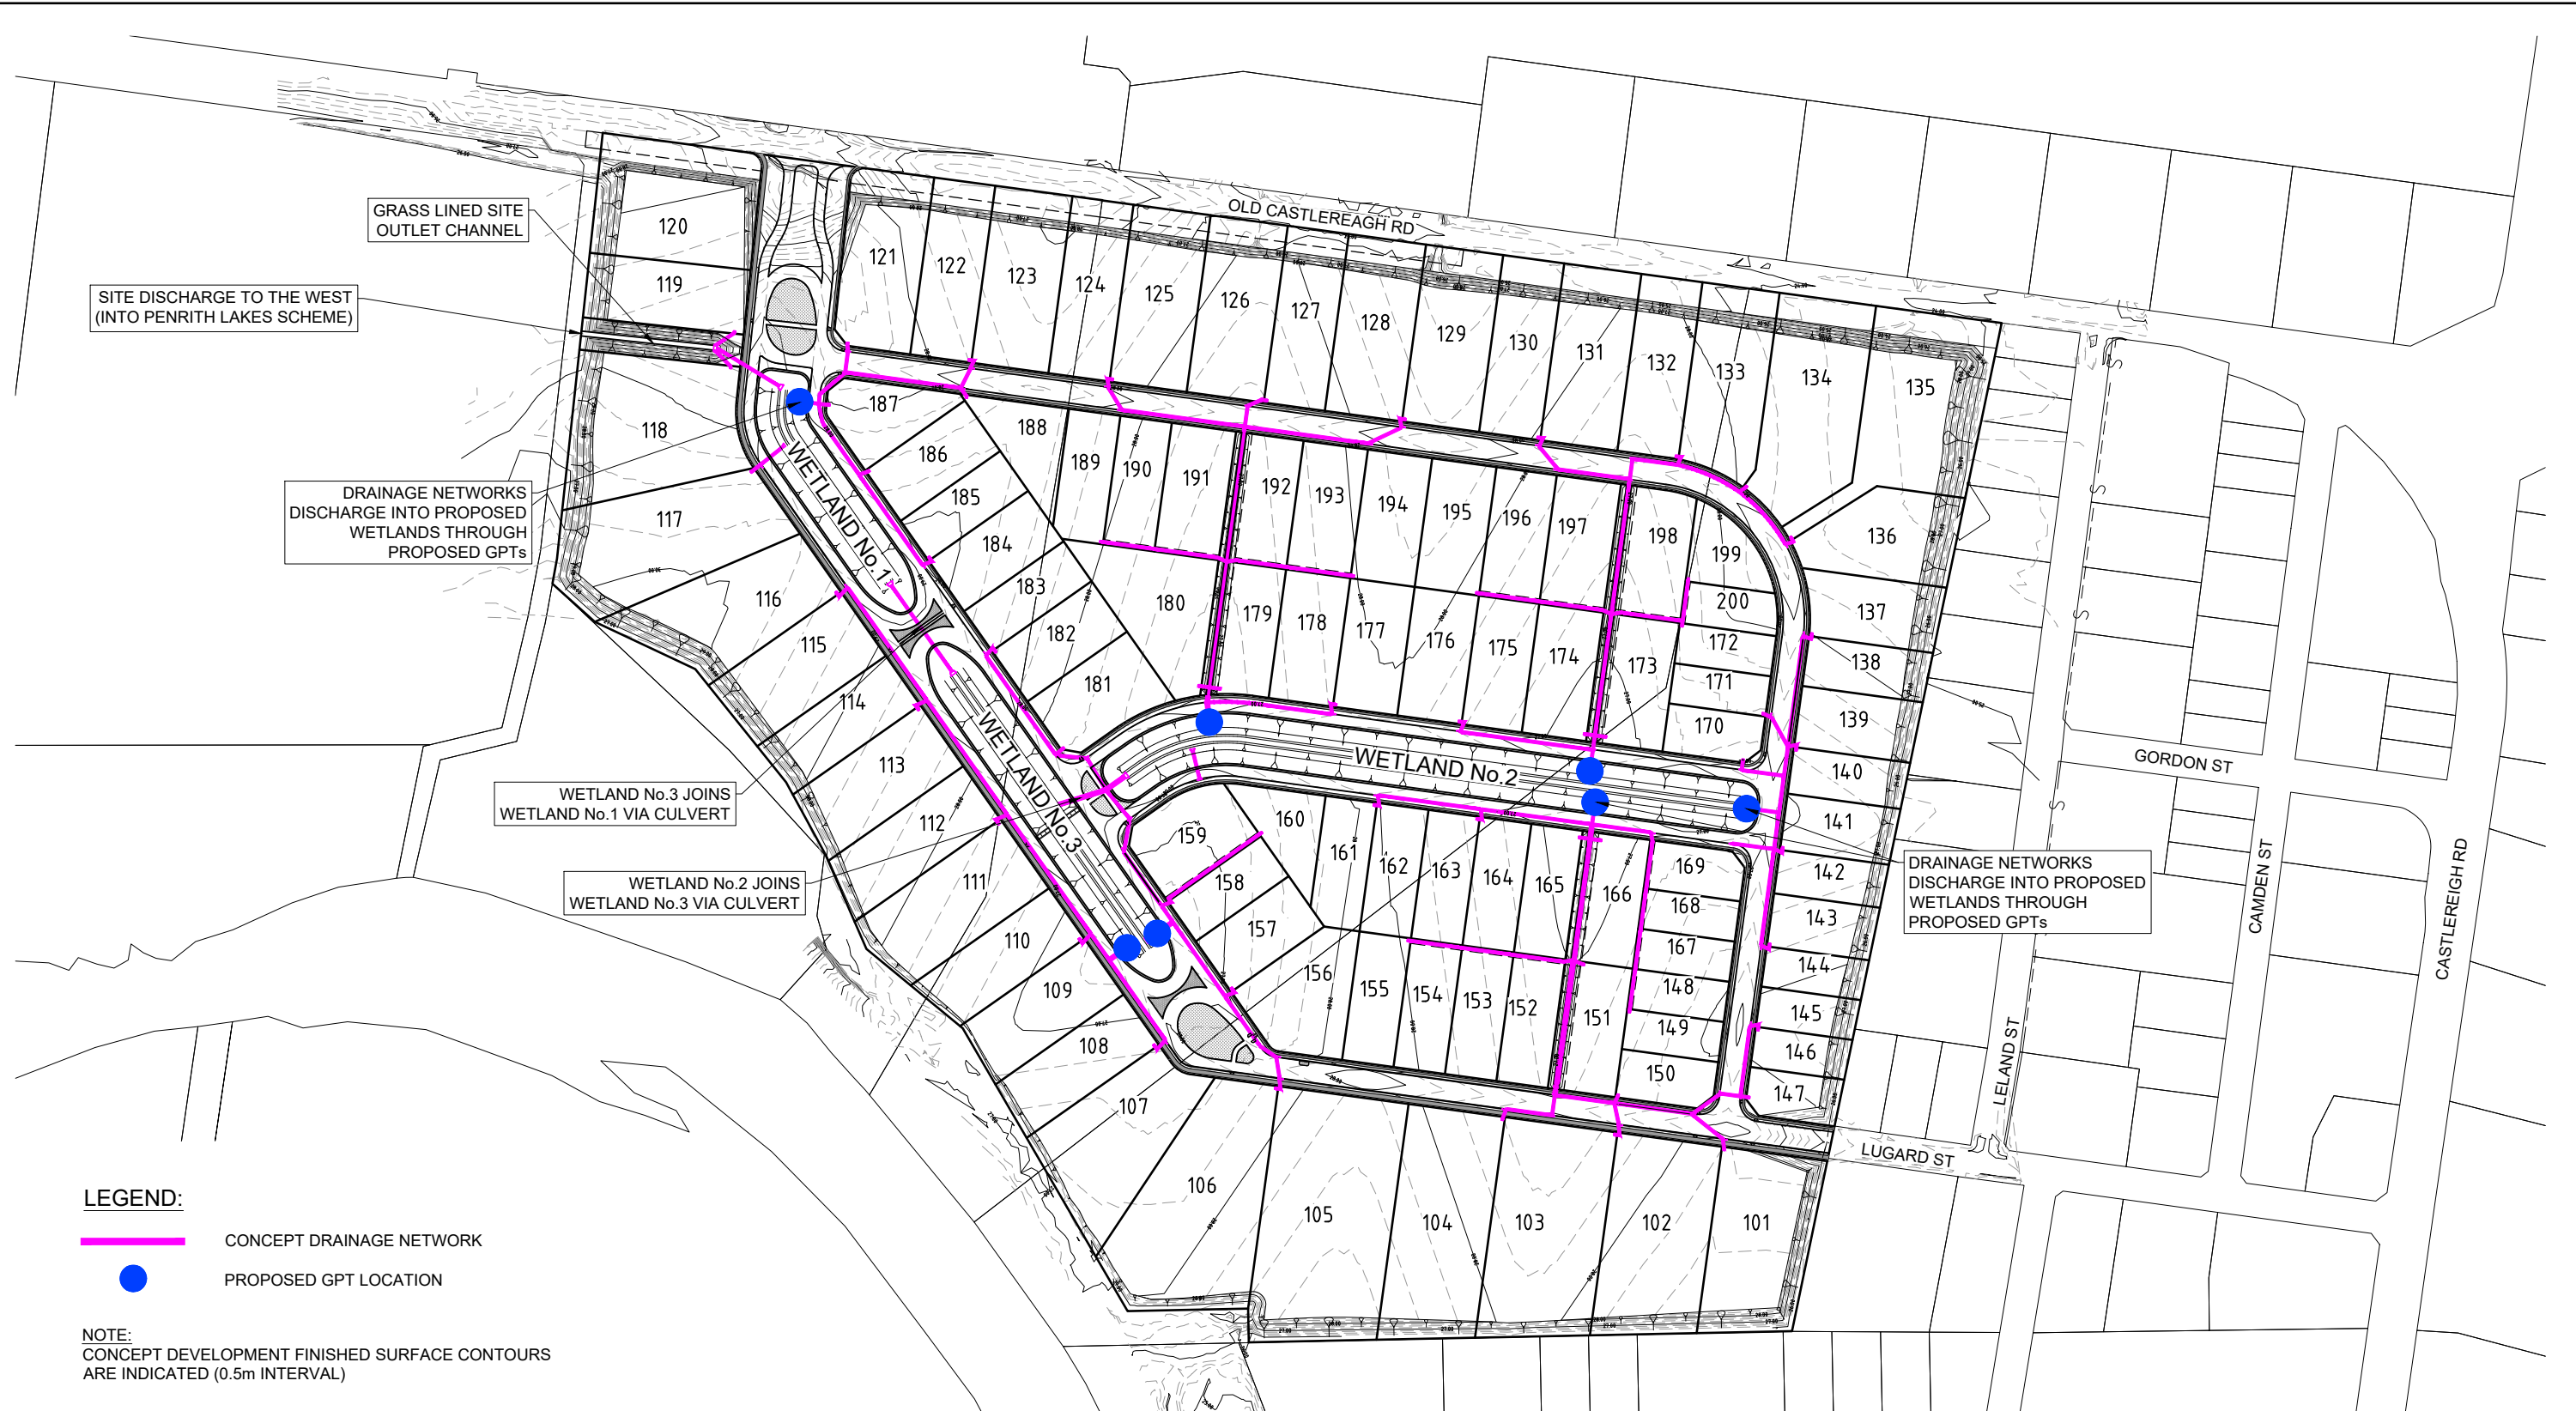 OLD CASTLEREAGH RD
GRASS LINED SITE
OUTLET CHANNEL
SITE DISCHARGE TO THE WEST
(INTO PENRITH LAKES SCHEME)
DRAINAGE NETWORKS
DISCHARGE INTO PROPOSED
WETLANDS THROUGH
PROPOSED GPTs
WETLAND No.3 JOINS
WETLAND No.1 VIA CULVERT
WETLAND No.2 JOINS
WETLAND No.3 VIA CULVERT
WETLAND No.1
WETLAND No.3
WETLAND No.2
DRAINAGE NETWORKS
DISCHARGE INTO PROPOSED
WETLANDS THROUGH
PROPOSED GPTs
GORDON ST
CAMDEN ST
CASTLEREIGH RD
LELAND ST
LUGARD ST
S
S
S
S
120
119
118
117
116
115
114
113
112
111
110
109
108
107
106
105
104
103
102
101
121
122
123
124
125
126
127
128
129
130
131
132
133
134
135
136
137
138
139
140
141
142
143
144
145
146
147
187
186
185
184
183
182
181
180
188
189
190
191
192
193
194
195
196
197
198
199
200
179
178
177
176
175
174
173
172
171
170
159
160
161
162
163
164
165
166
169
168
167
148
149
150
158
157
156
155
154
153
152
151
LEGEND:
CONCEPT DRAINAGE NETWORK
PROPOSED GPT LOCATION
NOTE:
CONCEPT DEVELOPMENT FINISHED SURFACE CONTOURS
ARE INDICATED (0.5m INTERVAL)